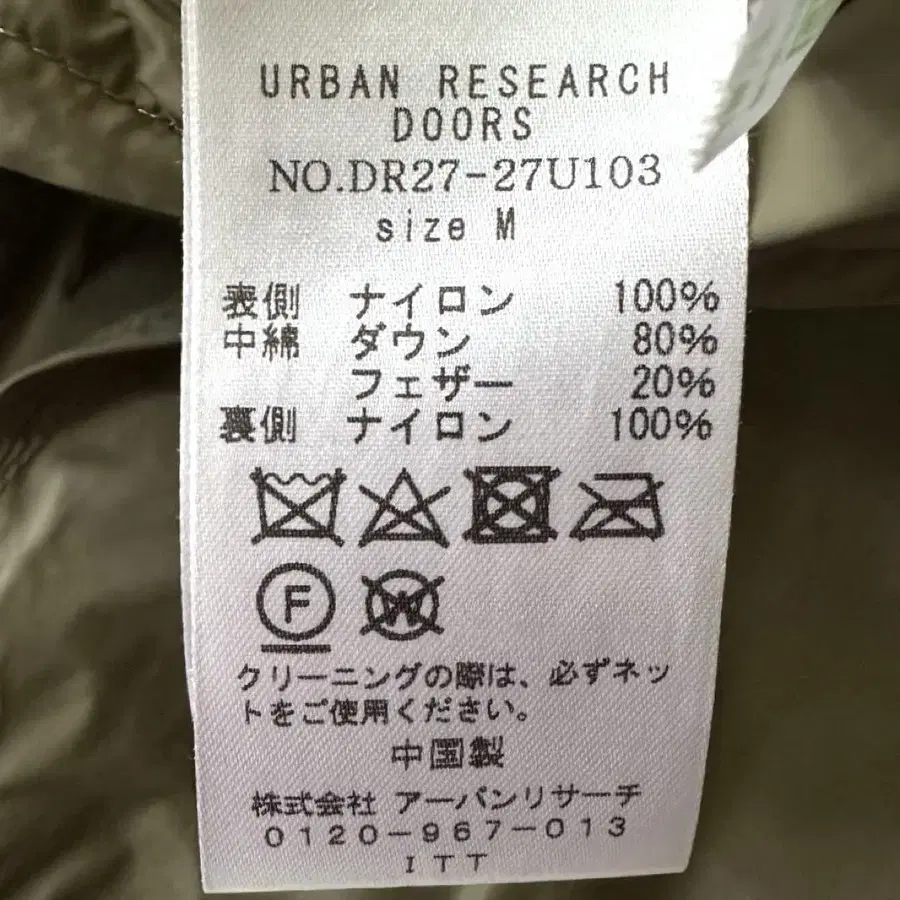 URBAN RESEARCH
DOORS
NO.DR27-27U103
size M
表側 ナイロン 100%
中綿 ダウン 80%
フェザー 20%
裏側 ナイロン 100%
F
W
クリーニングの際は、必ずネッ
トをご使用ください。
中国製
株式会社 アーバンリサーチ
0120-967-013
ITT